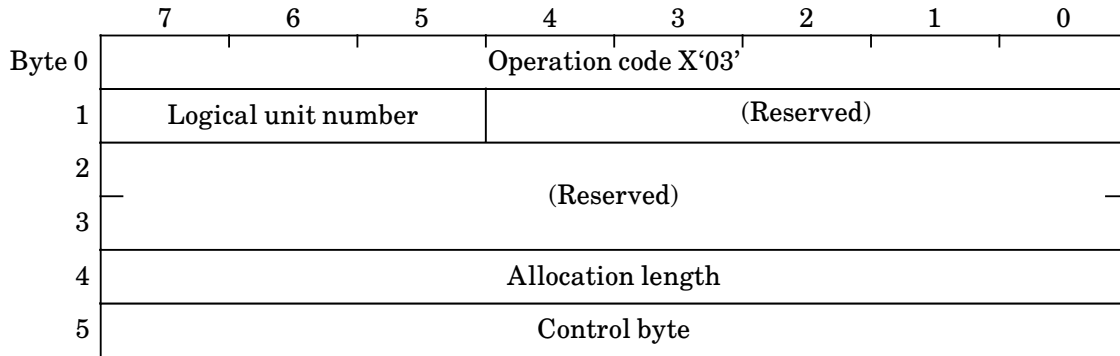 7 6 5 4 3 2 1 0
Byte 0 Operation code X‘03’
1 Logical unit number (Reserved)
2
(Reserved)
3
4 Allocation length
5 Control byte